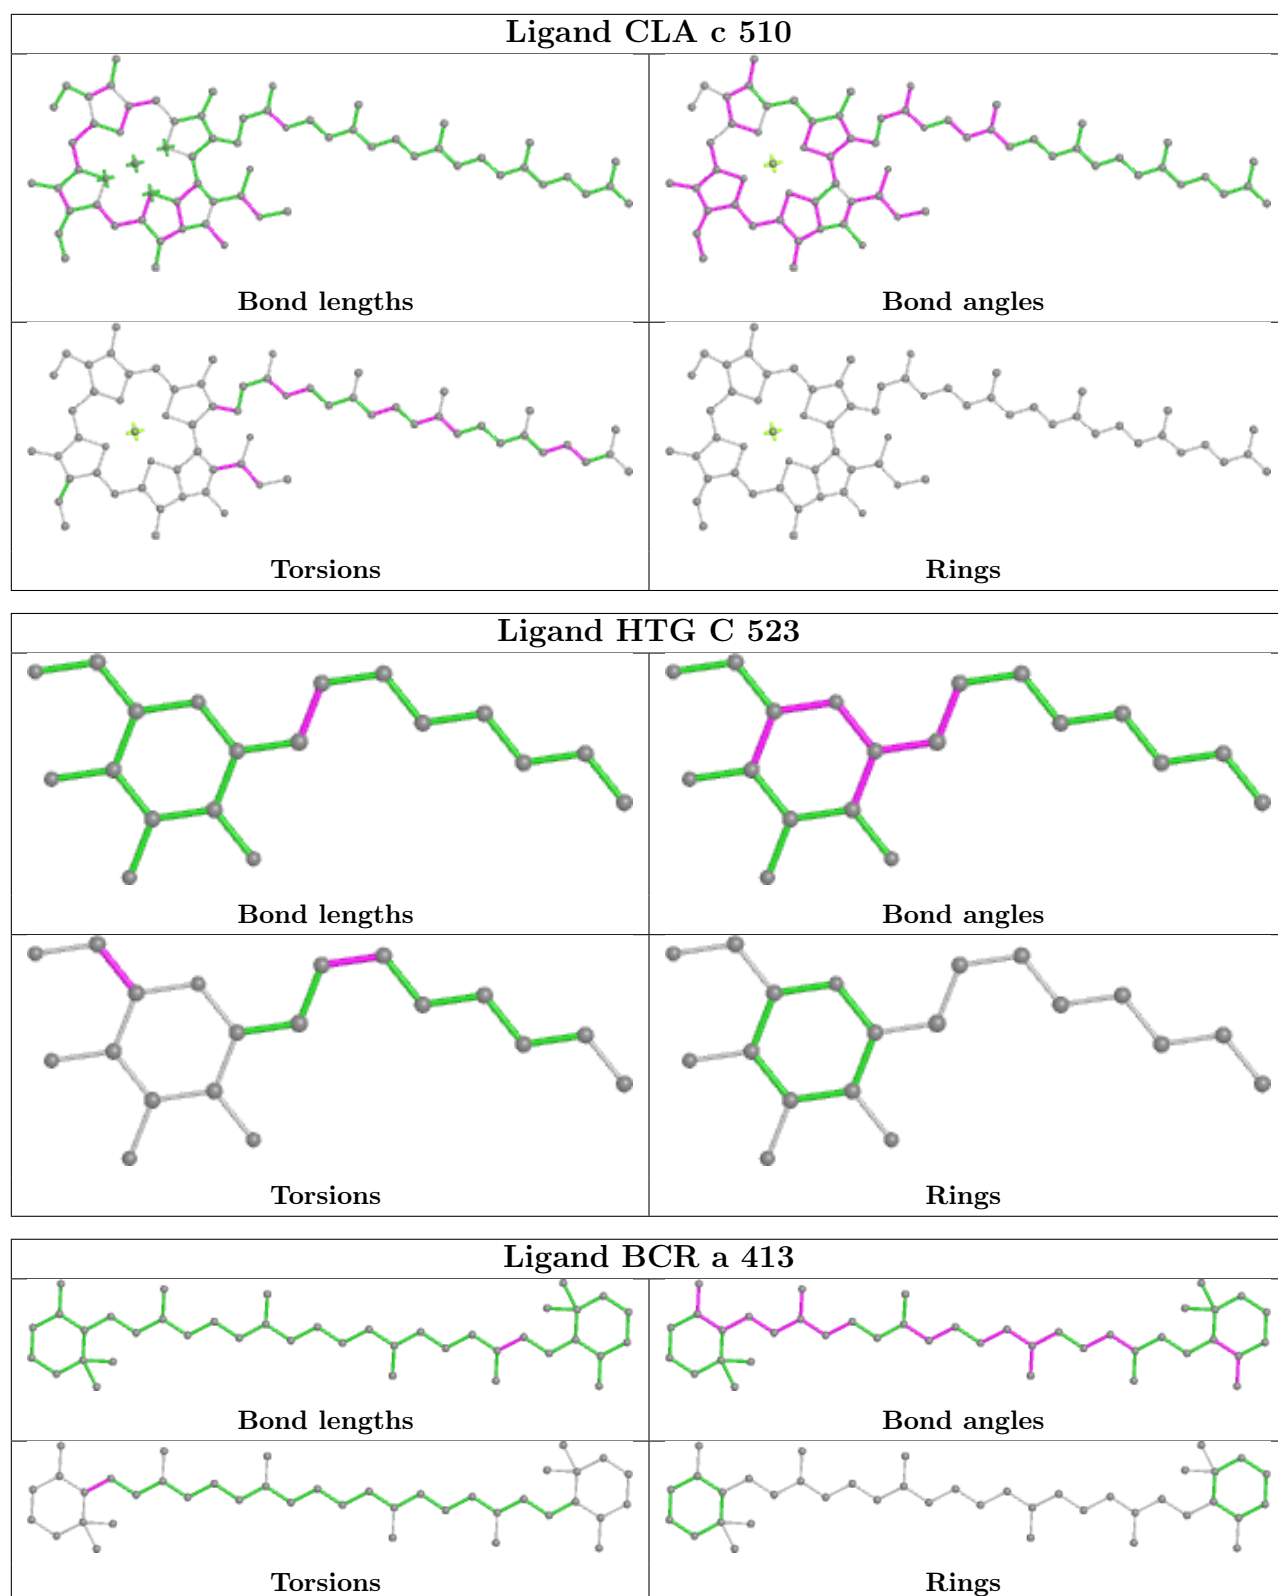 Ligand CLA c 510
Bond lengths
Bond angles
Torsions
Rings
Ligand HTG C 523
Bond lengths
Bond angles
Torsions
Rings
Ligand BCR a 413
Bond lengths
Bond angles
Torsions
Rings